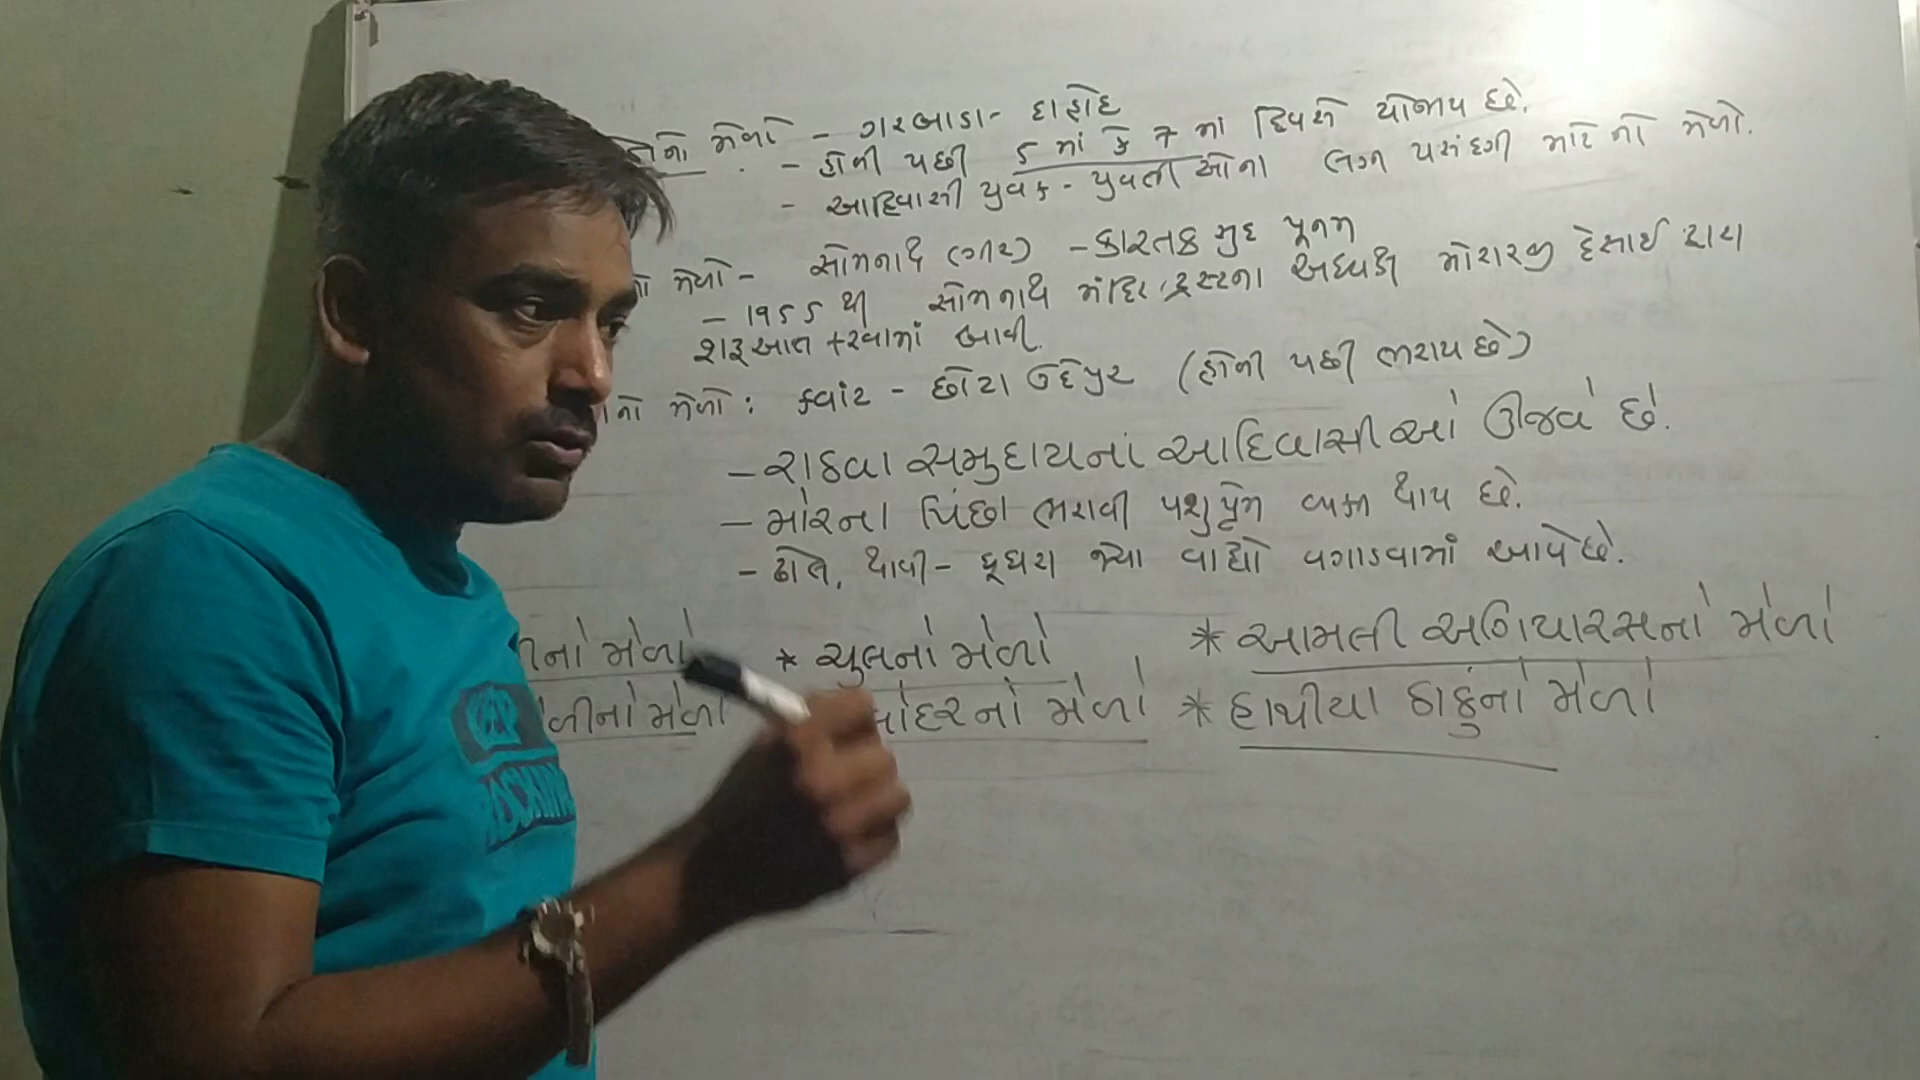 મેળો - ગરબાડા - દાહોદ
- હોળી પછી 5 માં કે 7 માં દિવસે યોજાય છે.
- આદિવાસી યુવક - યુવતી ઓના લગ્ન પસંદગી માટે નો મેળો.
મેળો - સોમનાથ (ગીર) - કારતક સુદ પૂનમ
- 1955 થી સોમનાથ મંદિર ટ્રસ્ટના અધ્યક્ષ મોરારજી દેસાઈ દ્વારા
શરૂઆત કરવામાં આવી.
નો મેળો : ક્વાંટ - છોટા ઉદેપુર (હોળી પછી ભરાય છે)
- રાઠવા સમુદાયનાં આદિવાસીઓ ઊજવે છે.
- મોરના પિંછા ભરાવી પશુપ્રેમ વ્યક્ત થાય છે.
- ઢોલ, થાળી - ઘૂઘરા જેવા વાદ્યો વગાડવામાં આવે છે.
નો મેળો * ચુલનો મેળો * આમલી અગિયારસનો મેળો
ળીનો મેળો દરનો મેળો * હાથીયા ઠાઠુંનો મેળો